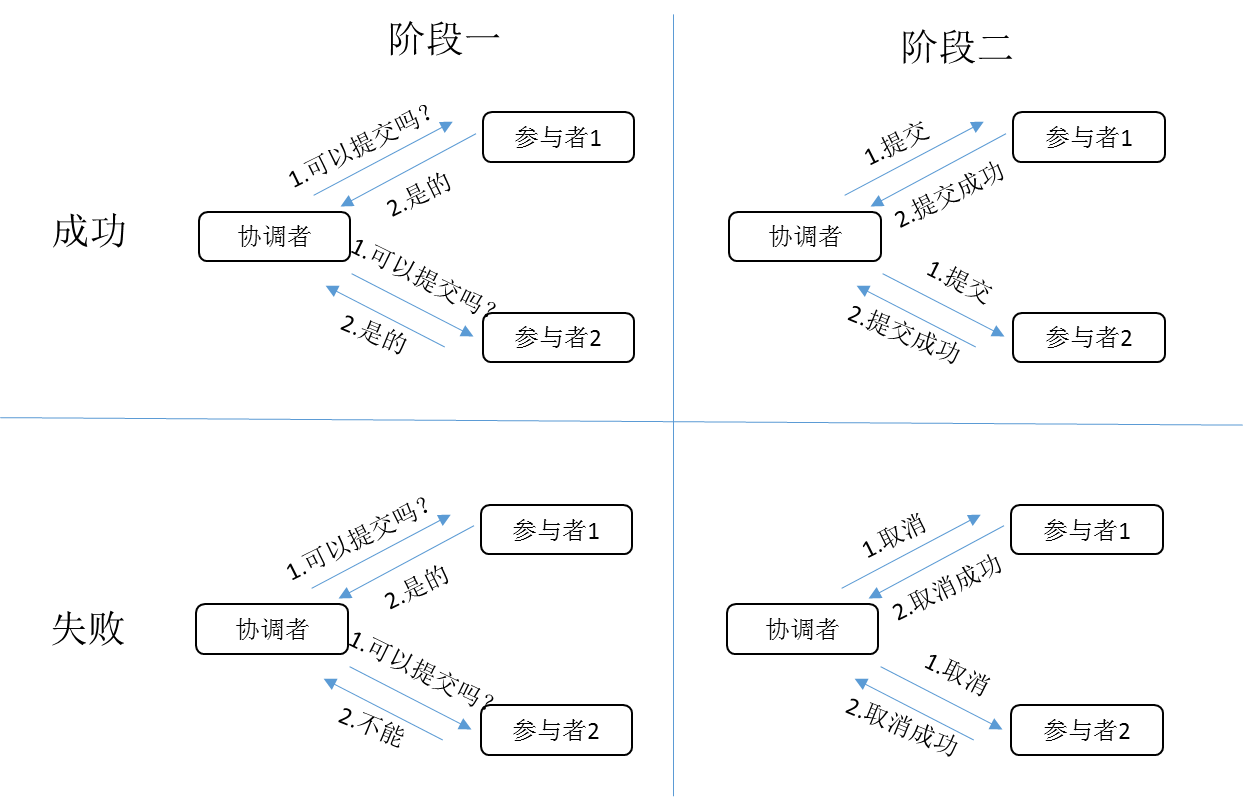 阶段一
阶段二
成功
1.可以提交吗?
参与者1
2.是的
协调者
1.可以提交吗?
2.是的
参与者2
1.提交
参与者1
2.提交成功
协调者
1.提交
2.提交成功
参与者2
失败
1.可以提交吗?
参与者1
2.是的
协调者
1.可以提交吗?
2.不能
参与者2
1.取消
参与者1
2.取消成功
协调者
1.取消
2.取消成功
参与者2